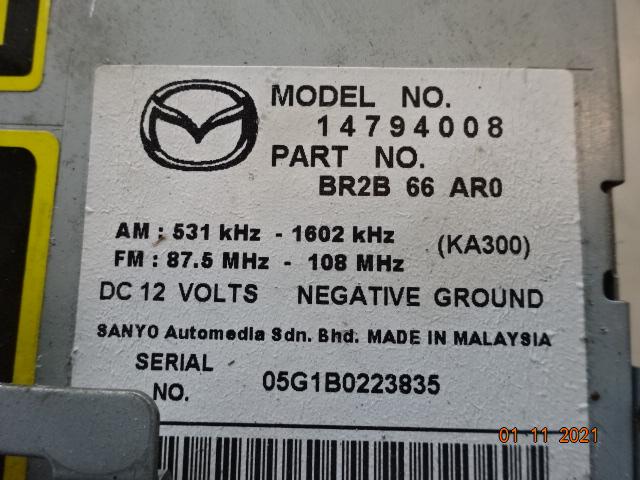 MODEL NO.
14794008
PART NO.
BR2B 66 AR0
AM : 531 kHz - 1602 kHz (KA300)
FM : 87.5 MHz - 108 MHz
DC 12 VOLTS NEGATIVE GROUND
SANYO Automedia Sdn. Bhd. MADE IN MALAYSIA
SERIAL
NO. 05G1B0223835
01 11 2021